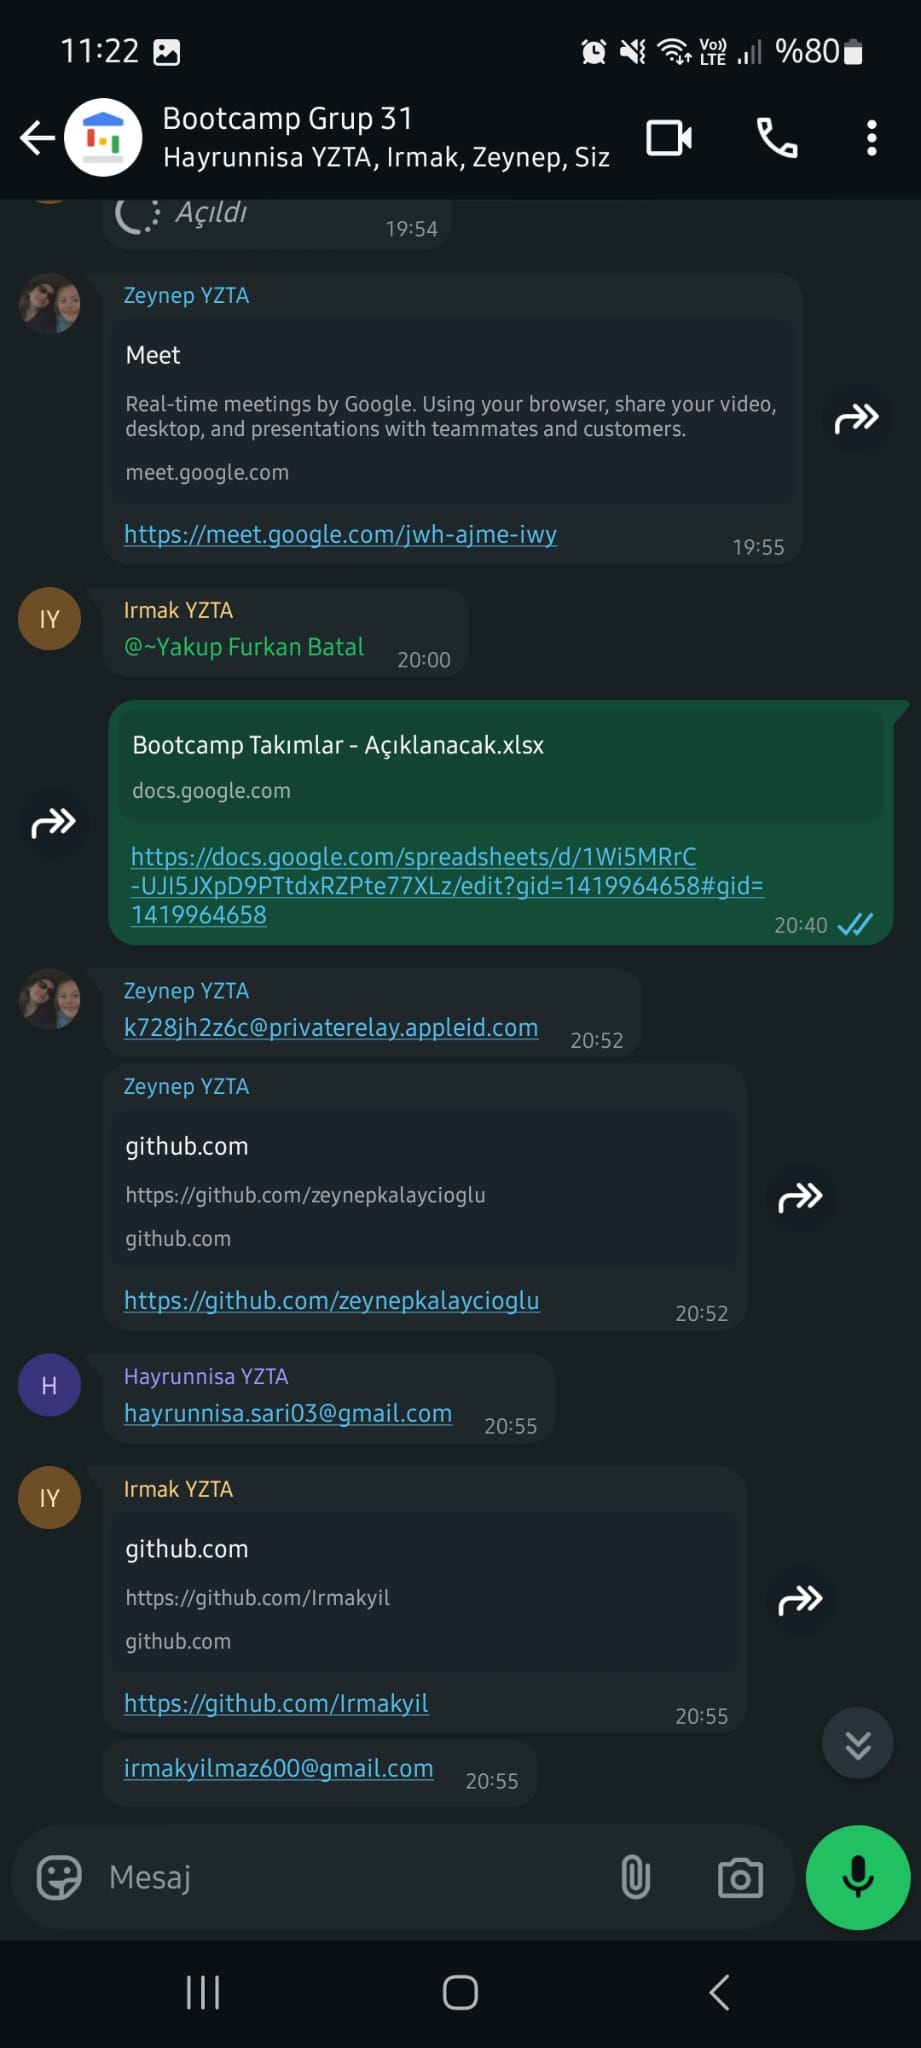 11:22
Vo))
LTE
%80
Bootcamp Grup 31
Hayrunnisa YZTA, Irmak, Zeynep, Siz
Açıldı
19:54
Zeynep YZTA
Meet
Real-time meetings by Google. Using your browser, share your video,
desktop, and presentations with teammates and customers.
meet.google.com
https://meet.google.com/jwh-ajme-iwy
19:55
IY
Irmak YZTA
@~Yakup Furkan Batal
20:00
Bootcamp Takımlar - Açıklanacak.xlsx
docs.google.com
https://docs.google.com/spreadsheets/d/1Wi5MRrC
-UJI5JXpD9PTtdxRZPte77XLz/edit?gid=1419964658#gid=
1419964658
20:40
Zeynep YZTA
k728jh2z6c@privaterelay.appleid.com
20:52
Zeynep YZTA
github.com
https://github.com/zeynepkalaycioglu
github.com
https://github.com/zeynepkalaycioglu
20:52
H
Hayrunnisa YZTA
hayrunnisa.sari03@gmail.com
20:55
IY
Irmak YZTA
github.com
https://github.com/Irmakyil
github.com
https://github.com/Irmakyil
20:55
irmakyilmaz600@gmail.com
20:55
Mesaj